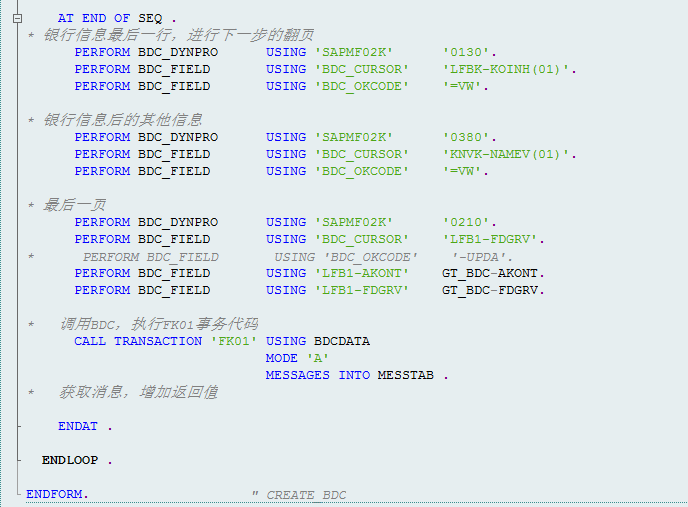 AT END OF SEQ .
* 银行信息最后一行，进行下一步的翻页
PERFORM BDC_DYNPRO USING 'SAPMF02K' '0130'.
PERFORM BDC_FIELD USING 'BDC_CURSOR' 'LFBK-KOINH(01)'.
PERFORM BDC_FIELD USING 'BDC_OKCODE' '=VW'.
* 银行信息后的其他信息
PERFORM BDC_DYNPRO USING 'SAPMF02K' '0380'.
PERFORM BDC_FIELD USING 'BDC_CURSOR' 'KNVK-NAMEV(01)'.
PERFORM BDC_FIELD USING 'BDC_OKCODE' '=VW'.
* 最后一页
PERFORM BDC_DYNPRO USING 'SAPMF02K' '0210'.
PERFORM BDC_FIELD USING 'BDC_CURSOR' 'LFB1-FDGRV'.
* PERFORM BDC_FIELD USING 'BDC_OKCODE' '-UPDA'.
PERFORM BDC_FIELD USING 'LFB1-AKONT' GT_BDC-AKONT.
PERFORM BDC_FIELD USING 'LFB1-FDGRV' GT_BDC-FDGRV.
* 调用BDC，执行FK01事务代码
CALL TRANSACTION 'FK01' USING BDCDATA
MODE 'A'
MESSAGES INTO MESSTAB .
* 获取消息，增加返回值
ENDAT .
ENDLOOP .
ENDFORM. " CREATE_BDC